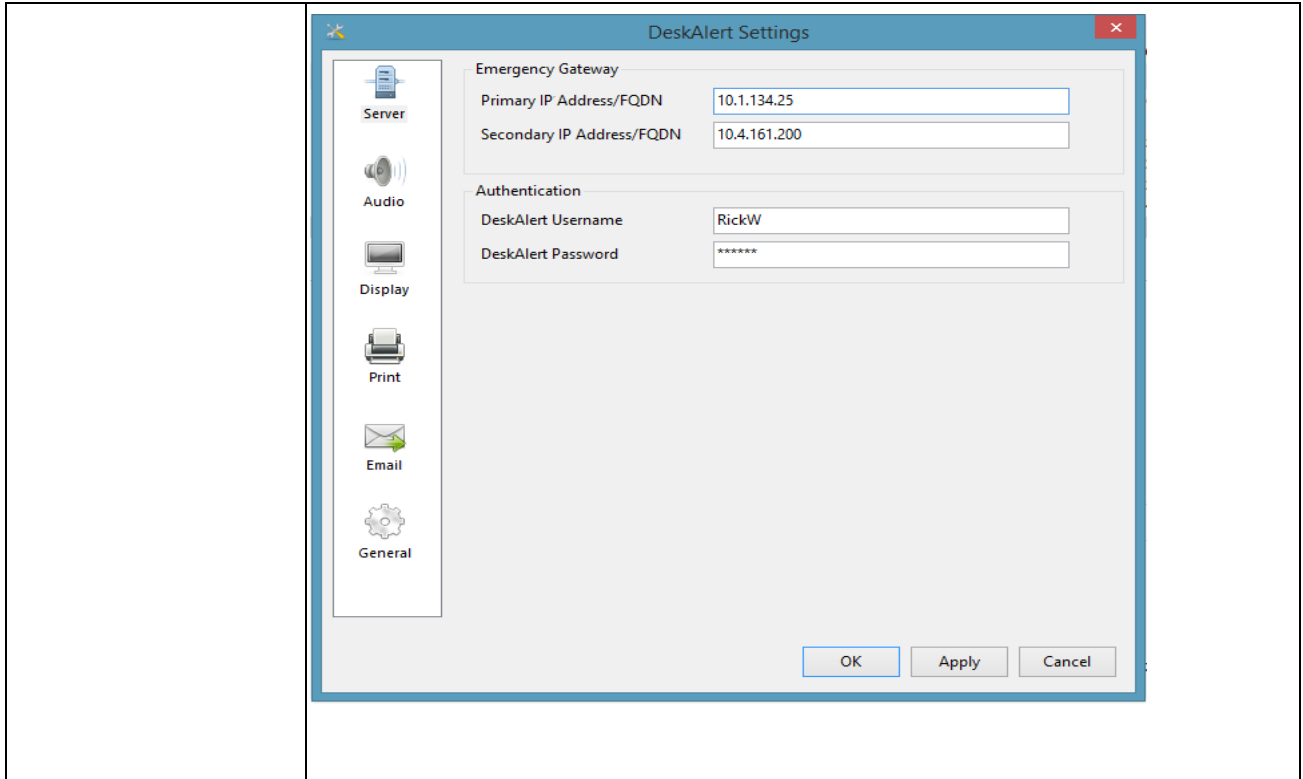 DeskAlert Settings
Server
Audio
Display
Print
Email
General
Emergency Gateway
Primary IP Address/FQDN 10.1.134.25
Secondary IP Address/FQDN 10.4.161.200
Authentication
DeskAlert Username RickW
DeskAlert Password ******
OK Apply Cancel